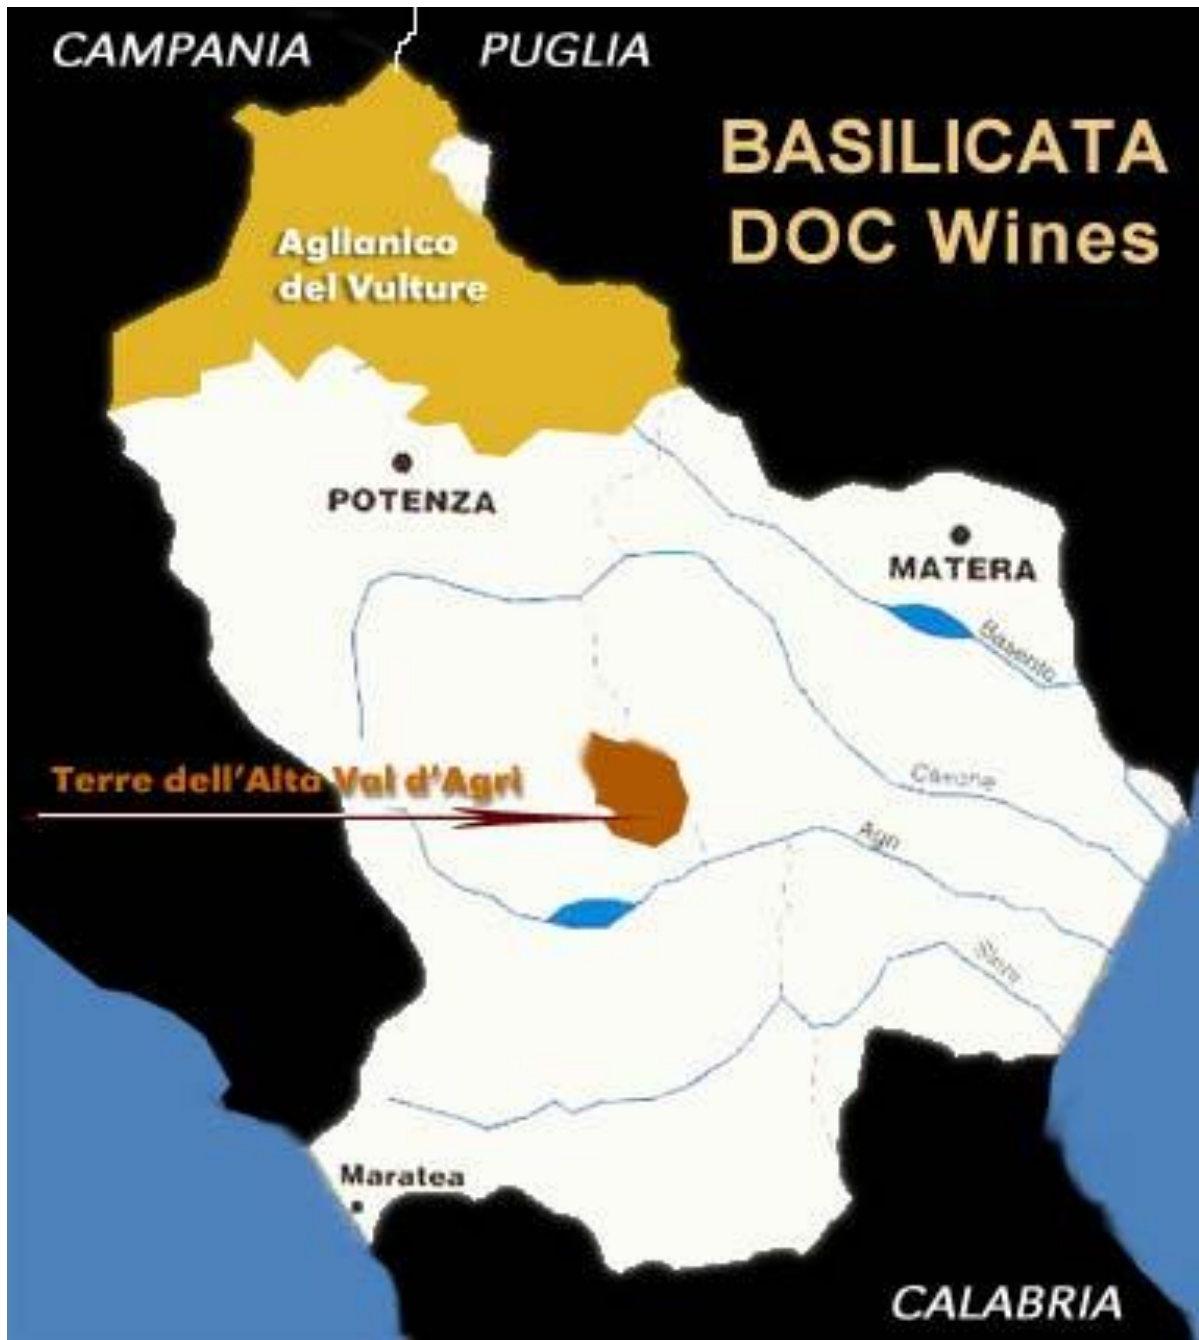 CAMPANIA
PUGLIA
BASILICATA
DOC Wines
Aglianico
del Vulture
POTENZA
MATERA
Basento
Terre dell'Alta Val d'Agri
Cavone
Agri
Maratea
CALABRIA